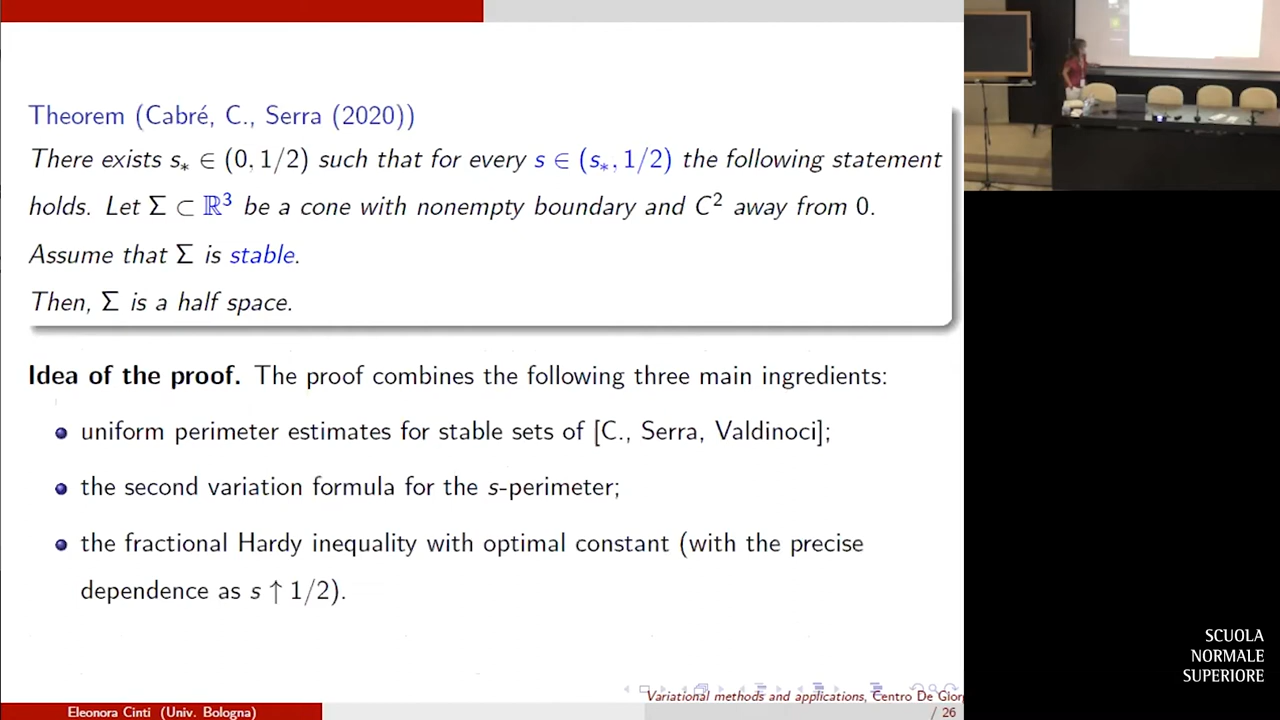 Theorem (Cabré, C., Serra (2020))
There exists s* ∈ (0, 1/2) such that for every s ∈ (s*, 1/2) the following statement
holds. Let Σ ⊂ ℝ³ be a cone with nonempty boundary and C² away from 0.
Assume that Σ is stable.
Then, Σ is a half space.
Idea of the proof. The proof combines the following three main ingredients:
uniform perimeter estimates for stable sets of [C., Serra, Valdinoci];
the second variation formula for the s-perimeter;
the fractional Hardy inequality with optimal constant (with the precise
dependence as s ↑ 1/2).
SCUOLA
NORMALE
SUPERIORE
Variational methods and applications, Centro De Gior
Eleonora Cinti (Univ. Bologna)
/ 26